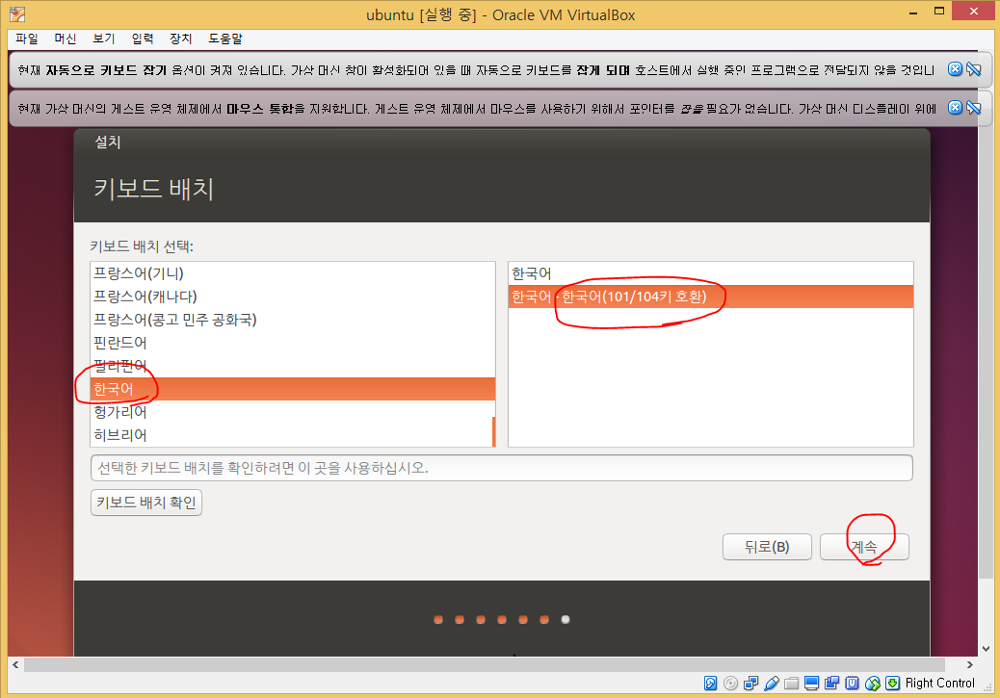 ubuntu [실행 중] - Oracle VM VirtualBox
파일 머신 보기 입력 장치 도움말
현재 자동으로 키보드 잡기 옵션이 켜져 있습니다. 가상 머신 창이 활성화되어 있을 때 자동으로 키보드를 잡게 되며 호스트에서 실행 중인 프로그램으로 전달되지 않을 것입니
현재 가상 머신의 게스트 운영 체제에서 마우스 통합을 지원합니다. 게스트 운영 체제에서 마우스를 사용하기 위해서 포인터를 잡을 필요가 없습니다. 가상 머신 디스플레이 위에
설치
키보드 배치
키보드 배치 선택:
프랑스어(기니)
프랑스어(캐나다)
프랑스어(콩고 민주 공화국)
핀란드어
필리핀어
한국어
헝가리어
히브리어
한국어
한국어 - 한국어(101/104키 호환)
선택한 키보드 배치를 확인하려면 이 곳을 사용하십시오.
키보드 배치 확인
뒤로(B)
계속
Right Control